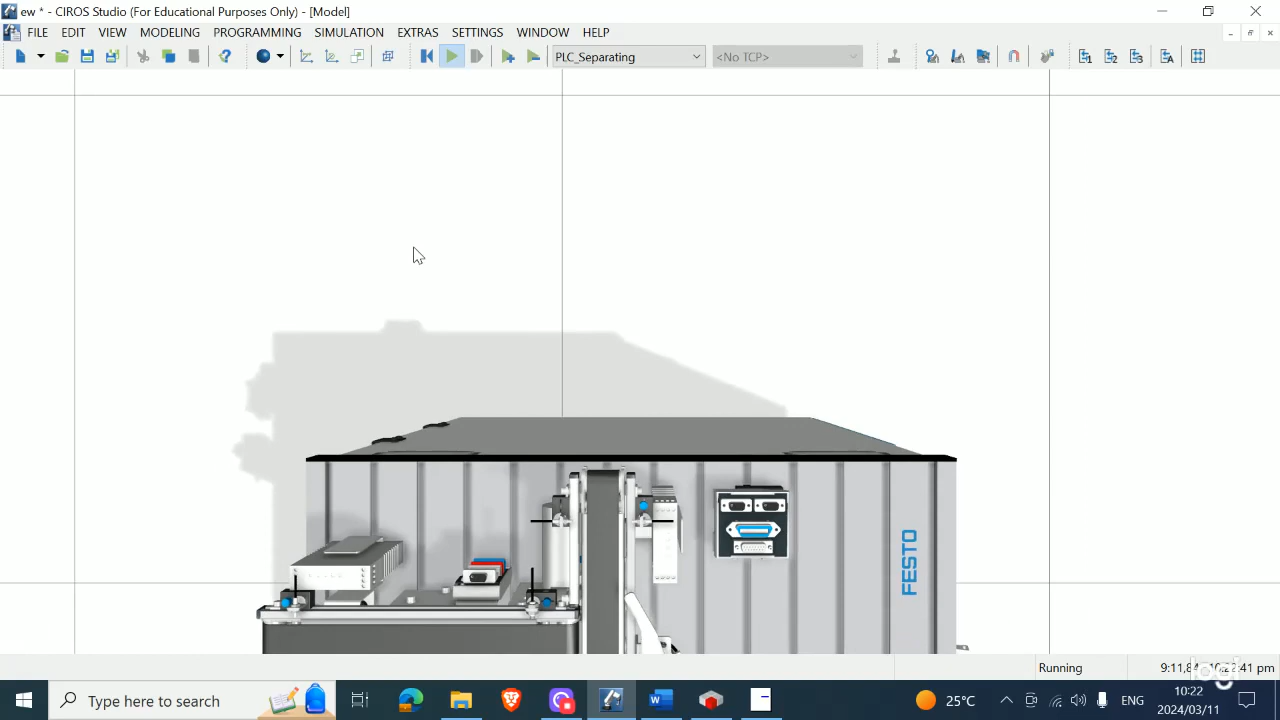 ew * - CIROS Studio (For Educational Purposes Only) - [Model]
FILE EDIT VIEW MODELING PROGRAMMING SIMULATION EXTRAS SETTINGS WINDOW HELP
PLC_Separating <No TCP>
FESTO
Running
Type here to search
25°C
ENG
10:22
2024/03/11